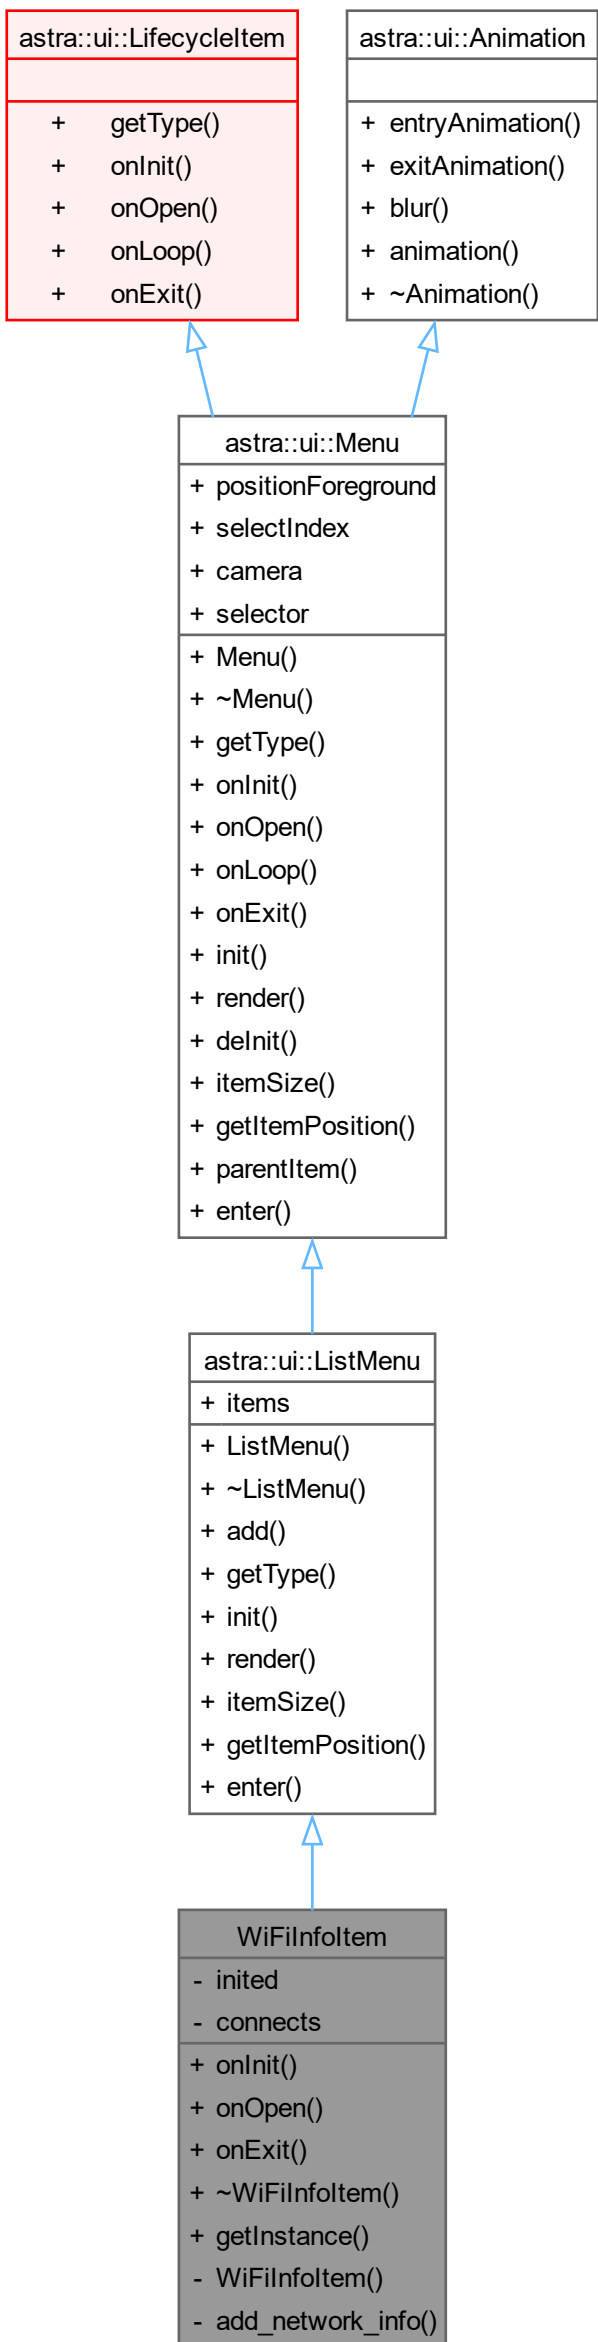 astra::ui::LifecycleItem
+ getType()
+ onInit()
+ onOpen()
+ onLoop()
+ onExit()
astra::ui::Animation
+ entryAnimation()
+ exitAnimation()
+ blur()
+ animation()
+ ~Animation()
astra::ui::Menu
+ positionForeground
+ selectIndex
+ camera
+ selector
+ Menu()
+ ~Menu()
+ getType()
+ onInit()
+ onOpen()
+ onLoop()
+ onExit()
+ init()
+ render()
+ deInit()
+ itemSize()
+ getItemPosition()
+ parentItem()
+ enter()
astra::ui::ListMenu
+ items
+ ListMenu()
+ ~ListMenu()
+ add()
+ getType()
+ init()
+ render()
+ itemSize()
+ getItemPosition()
+ enter()
WiFiInfoItem
- inited
- connects
+ onInit()
+ onOpen()
+ onExit()
+ ~WiFiInfoItem()
+ getInstance()
- WiFiInfoItem()
- add_network_info()